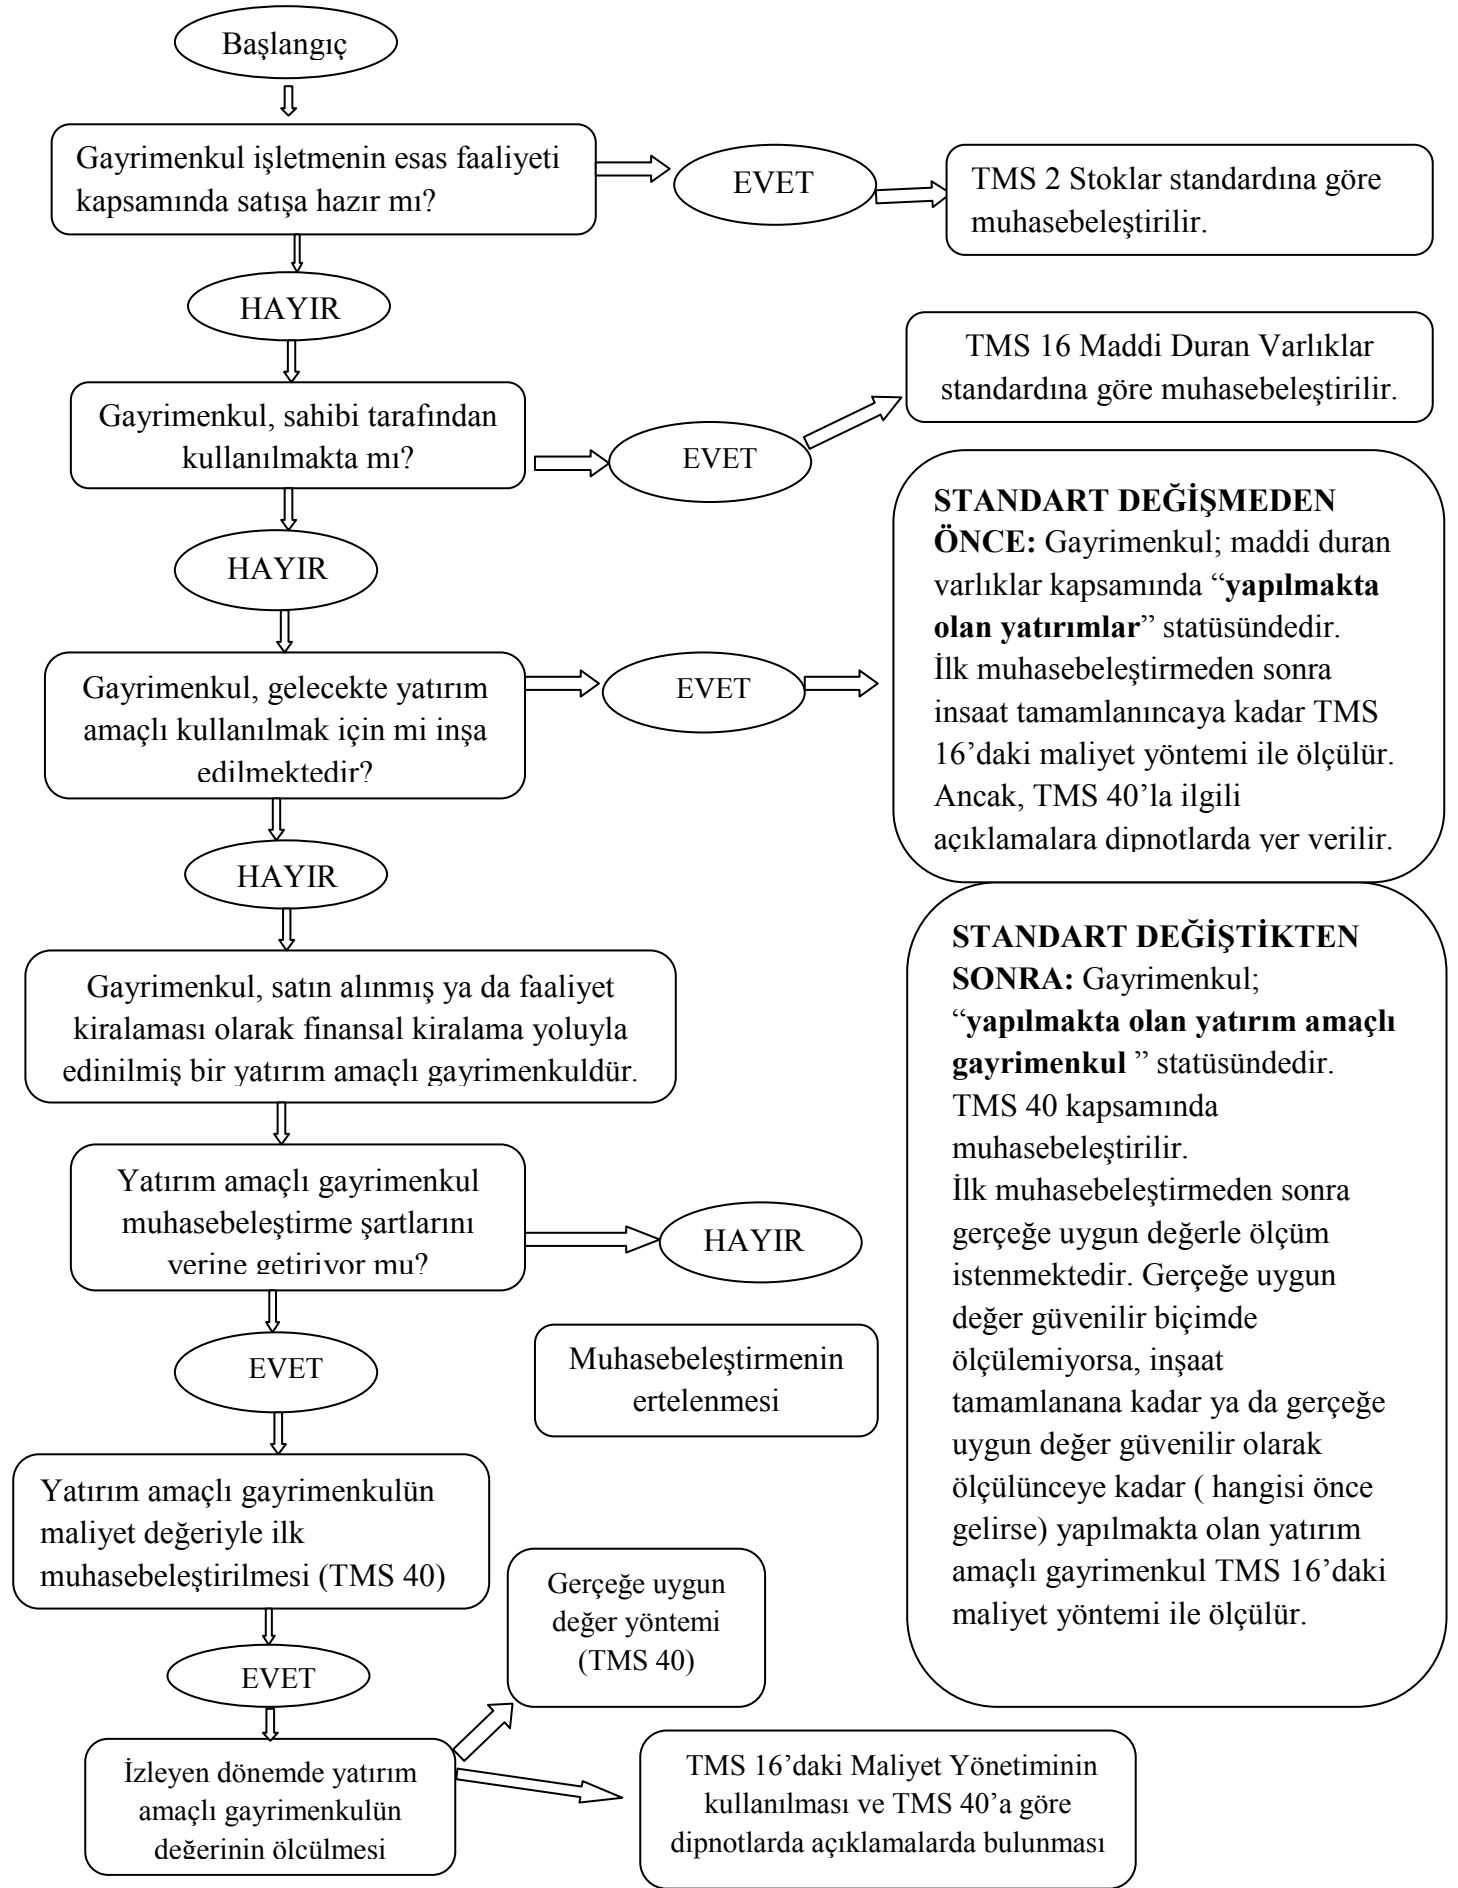 Başlangıç
Gayrimenkul işletmenin esas faaliyeti
kapsamında satışa hazır mı?
EVET
TMS 2 Stoklar standardına göre
muhasebeleştirilir.
HAYIR
Gayrimenkul, sahibi tarafından
kullanılmakta mı?
EVET
TMS 16 Maddi Duran Varlıklar
standardına göre muhasebeleştirilir.
HAYIR
Gayrimenkul, gelecekte yatırım
amaçlı kullanılmak için mi inşa
edilmektedir?
EVET
STANDART DEĞİŞMEDEN
ÖNCE: Gayrimenkul; maddi duran
varlıklar kapsamında “yapılmakta
olan yatırımlar” statüsündedir.
İlk muhasebeleştirmeden sonra
insaat tamamlanıncaya kadar TMS
16’daki maliyet yöntemi ile ölçülür.
Ancak, TMS 40’la ilgili
açıklamalara dipnotlarda yer verilir.
STANDART DEĞİŞTİKTEN
SONRA: Gayrimenkul;
“yapılmakta olan yatırım amaçlı
gayrimenkul ” statüsündedir.
TMS 40 kapsamında
muhasebeleştirilir.
İlk muhasebeleştirmeden sonra
gerçeğe uygun değerle ölçüm
istenmektedir. Gerçeğe uygun
değer güvenilir biçimde
ölçülemiyorsa, inşaat
tamamlanana kadar ya da gerçeğe
uygun değer güvenilir olarak
ölçülünceye kadar ( hangisi önce
gelirse) yapılmakta olan yatırım
amaçlı gayrimenkul TMS 16’daki
maliyet yöntemi ile ölçülür.
HAYIR
Gayrimenkul, satın alınmış ya da faaliyet
kiralaması olarak finansal kiralama yoluyla
edinilmiş bir yatırım amaçlı gayrimenkuldür.
Yatırım amaçlı gayrimenkul
muhasebeleştirme şartlarını
yerine getiriyor mu?
HAYIR
Muhasebeleştirmenin
ertelenmesi
EVET
Yatırım amaçlı gayrimenkulün
maliyet değeriyle ilk
muhasebeleştirilmesi (TMS 40)
EVET
İzleyen dönemde yatırım
amaçlı gayrimenkulün
değerinin ölçülmesi
Gerçeğe uygun
değer yöntemi
(TMS 40)
TMS 16’daki Maliyet Yönetiminin
kullanılması ve TMS 40’a göre
dipnotlarda açıklamalarda bulunması